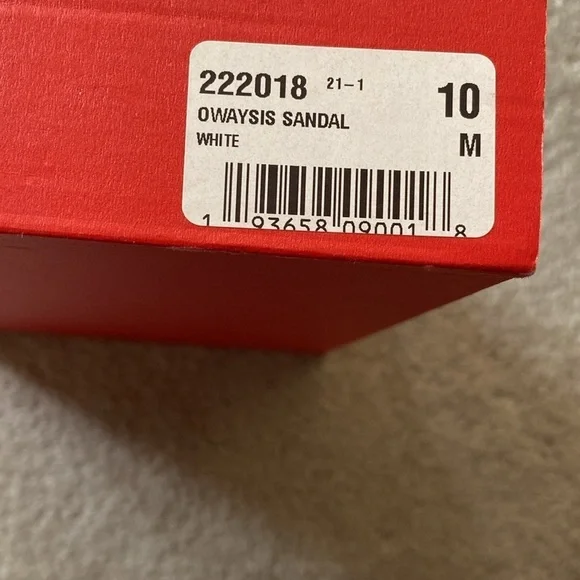 222018 21-1 10
OWAYSIS SANDAL
WHITE M
1 93658 09001 8